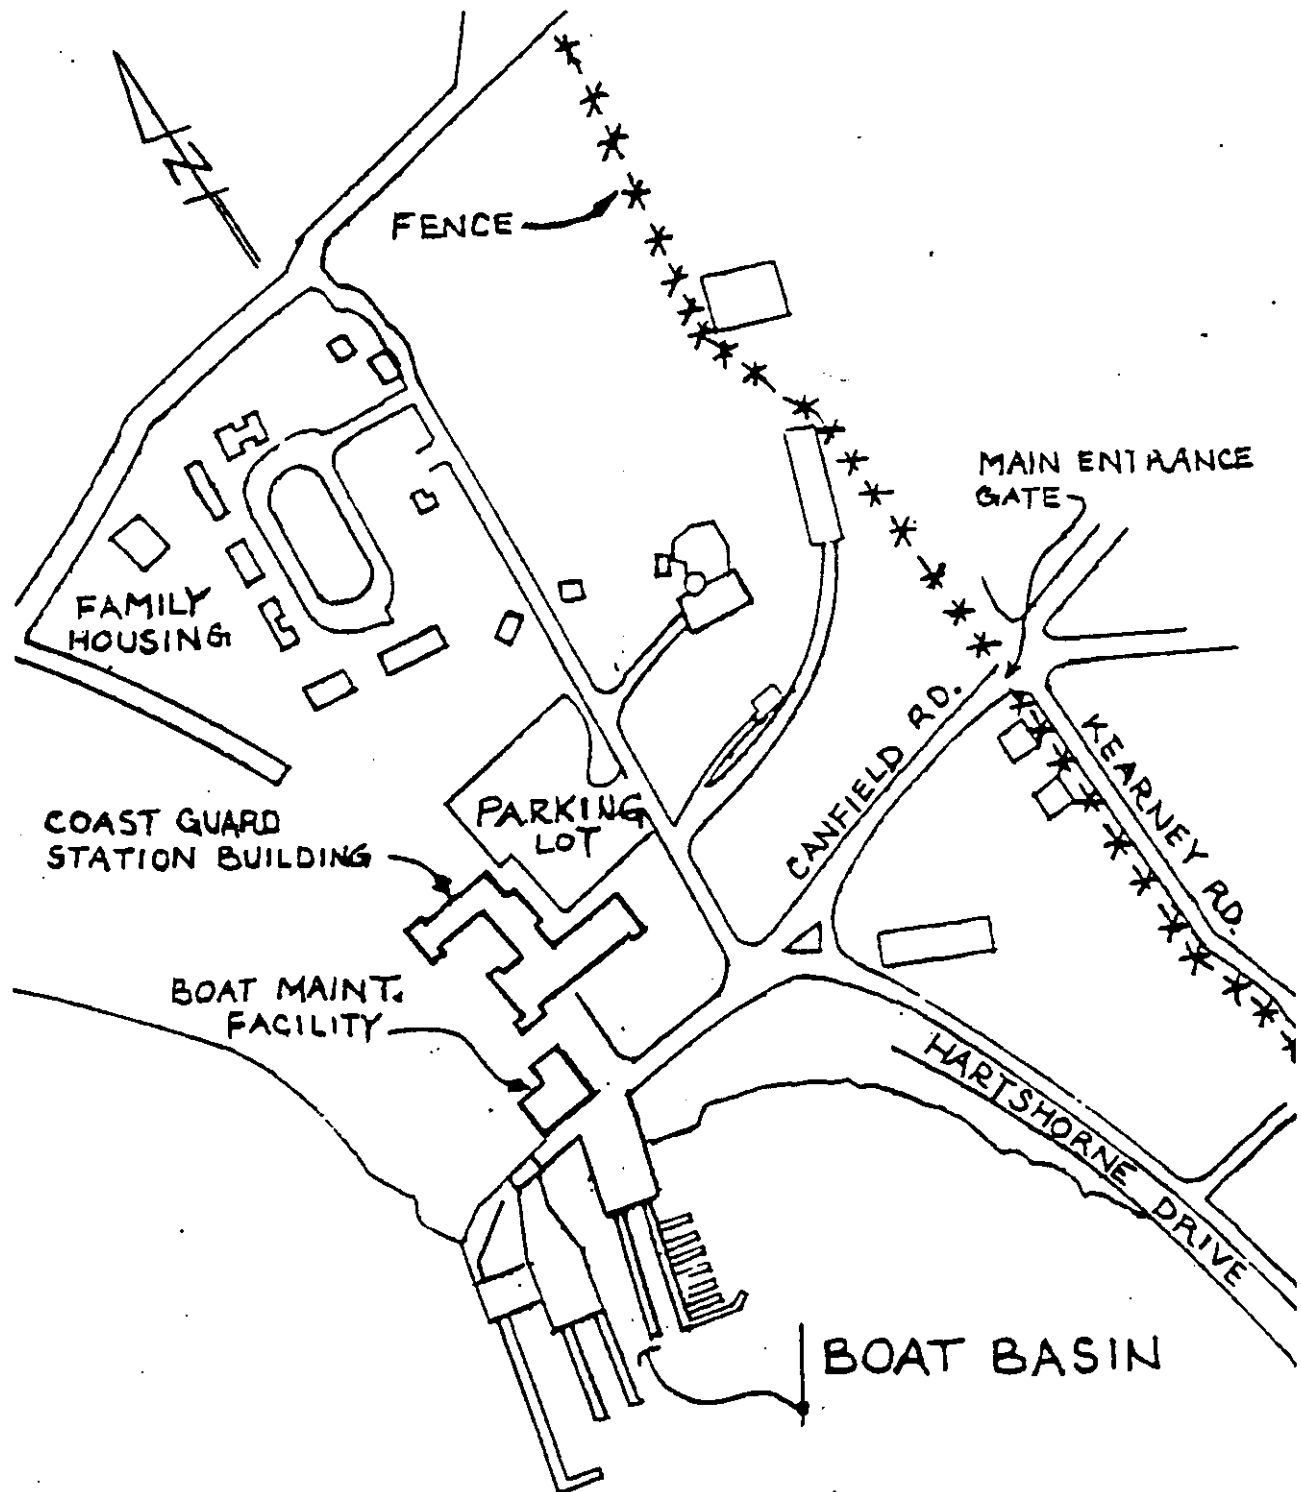 N
FENCE
MAIN ENTRANCE
GATE
FAMILY
HOUSING
CANFIELD RD.
KEARNEY RD.
PARKING
LOT
COAST GUARD
STATION BUILDING
BOAT MAINT.
FACILITY
HARTSHORNE DRIVE
BOAT BASIN